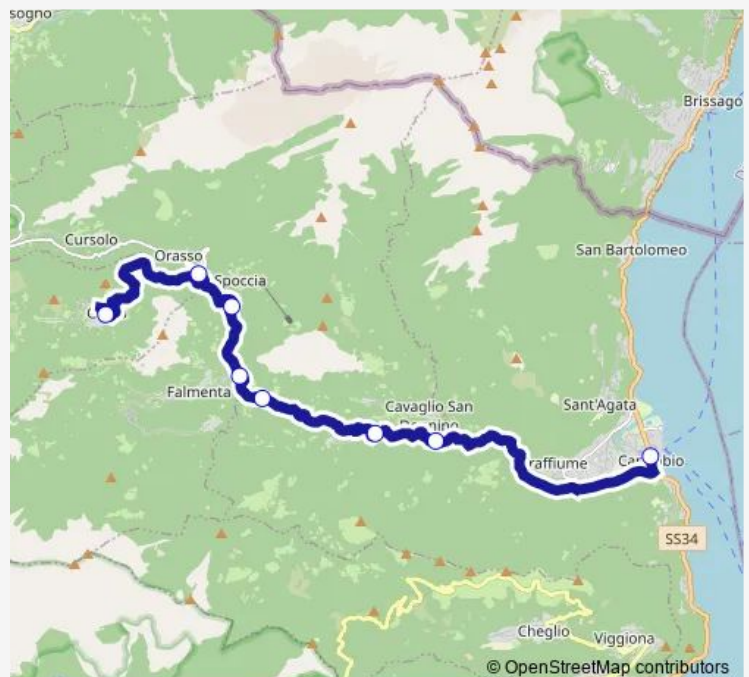 sogno
Brissago
Cursolo
Orasso
San Bartolomeo
Spoccia
Falmenta
Cavaglio San
Sant'Agata
raffiume
SS34
Cheglio
Viggiona
© OpenStreetMap contributors